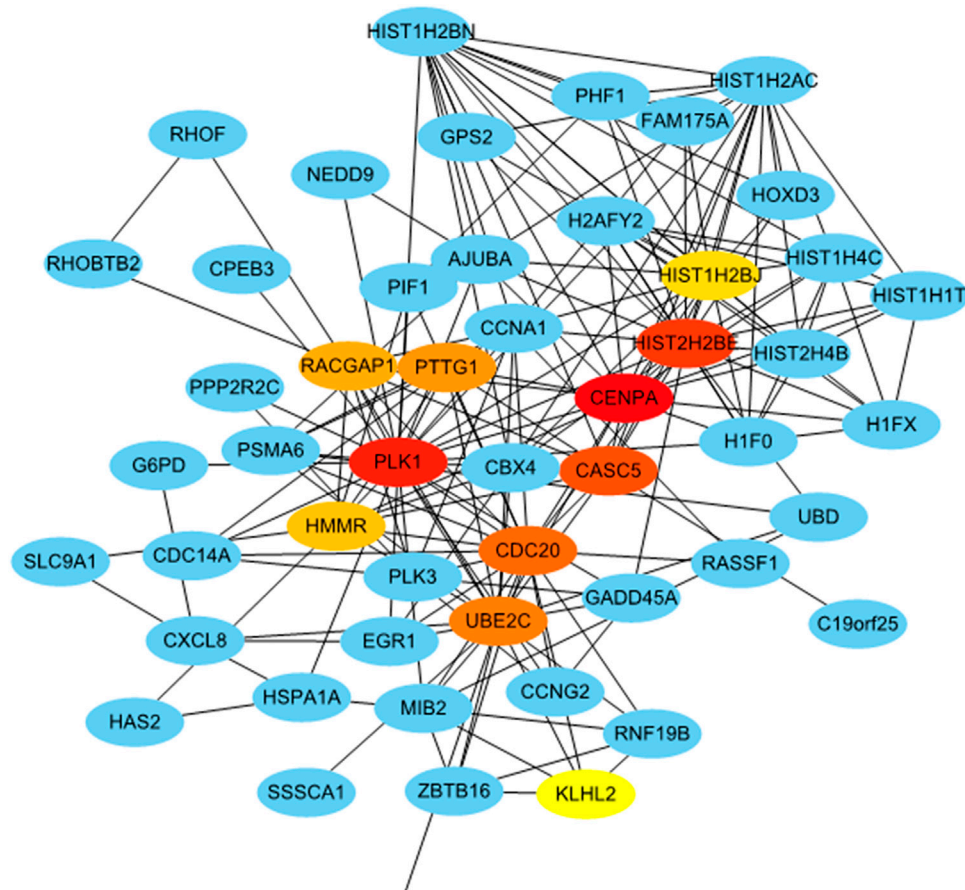 HIST1H2BN
HIST1H2AC
PHF1
FAM175A
RHOF
GPS2
NEDD9
HOXD3
H2AFY2
RHOBTB2
CPEB3
AJUBA
HIST1H4C
PIF1
HIST1H2BJ
HIST1H1T
CCNA1
HIST2H2BE
HIST2H4B
RACGAP1
PTTG1
PPP2R2C
CENPA
PSMA6
H1F0
H1FX
G6PD
PLK1
CBX4
CASC5
UBD
HMMR
SLC9A1
CDC14A
CDC20
RASSF1
PLK3
GADD45A
UBE2C
C19orf25
CXCL8
EGR1
HSPA1A
CCNG2
HAS2
MIB2
RNF19B
SSSCA1
ZBTB16
KLHL2